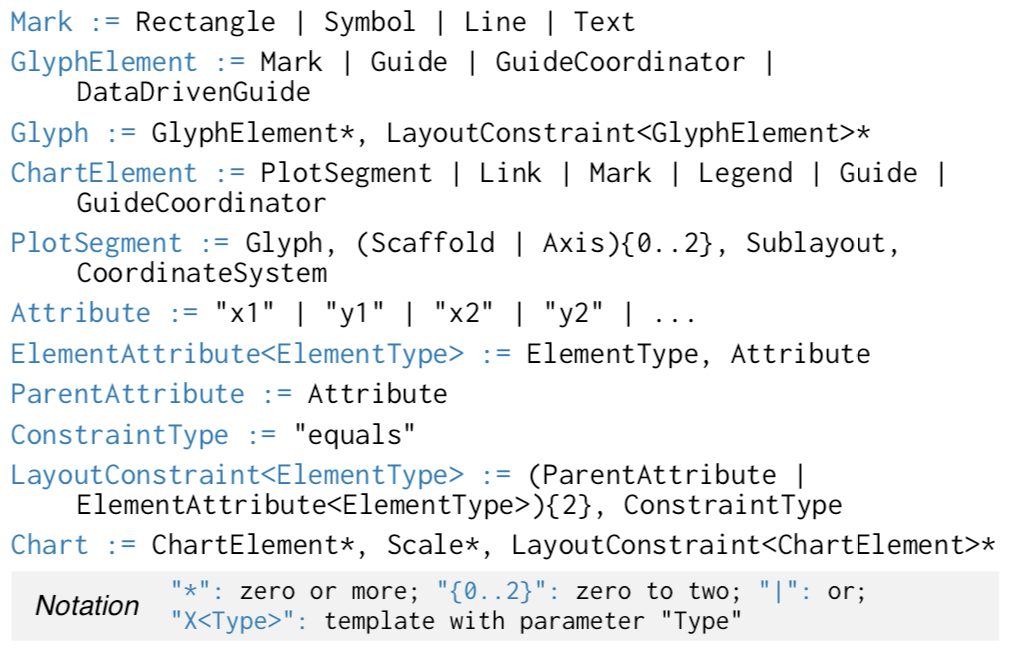 Mark := Rectangle | Symbol | Line | Text
GlyphElement := Mark | Guide | GuideCoordinator |
DataDrivenGuide
Glyph := GlyphElement*, LayoutConstraint<GlyphElement>*
ChartElement := PlotSegment | Link | Mark | Legend | Guide |
GuideCoordinator
PlotSegment := Glyph, (Scaffold | Axis){0..2}, Sublayout,
CoordinateSystem
Attribute := "x1" | "y1" | "x2" | "y2" | ...
ElementAttribute<ElementType> := ElementType, Attribute
ParentAttribute := Attribute
ConstraintType := "equals"
LayoutConstraint<ElementType> := (ParentAttribute |
ElementAttribute<ElementType>){2}, ConstraintType
Chart := ChartElement*, Scale*, LayoutConstraint<ChartElement>*
Notation "*": zero or more; "{0..2}": zero to two; "|": or;
"X<Type>": template with parameter "Type"